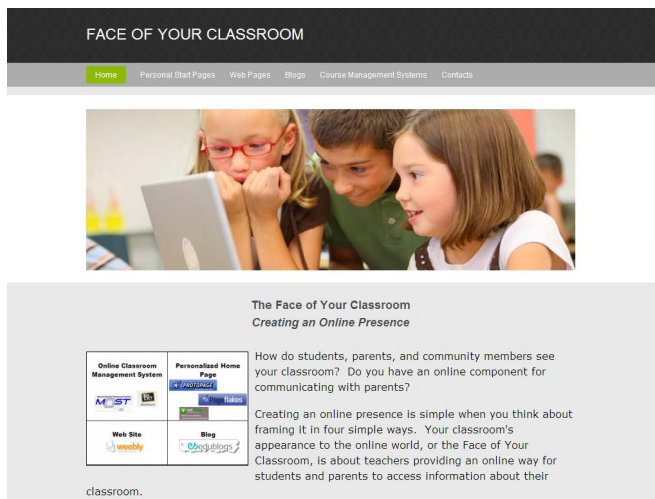 FACE OF YOUR CLASSROOM
Home Personal Start Pages Web Pages Blogs Course Management Systems Contacts
The Face of Your Classroom
Creating an Online Presence
Online Classroom
Management System
Personalized Home
Page
PROTOPAGE
Pageflakes
Bb
Web Site
weebly
Blog
edublogs
How do students, parents, and community members see
your classroom? Do you have an online component for
communicating with parents?
Creating an online presence is simple when you think about
framing it in four simple ways. Your classroom's
appearance to the online world, or the Face of Your
Classroom, is about teachers providing an online way for
students and parents to access information about their
classroom.